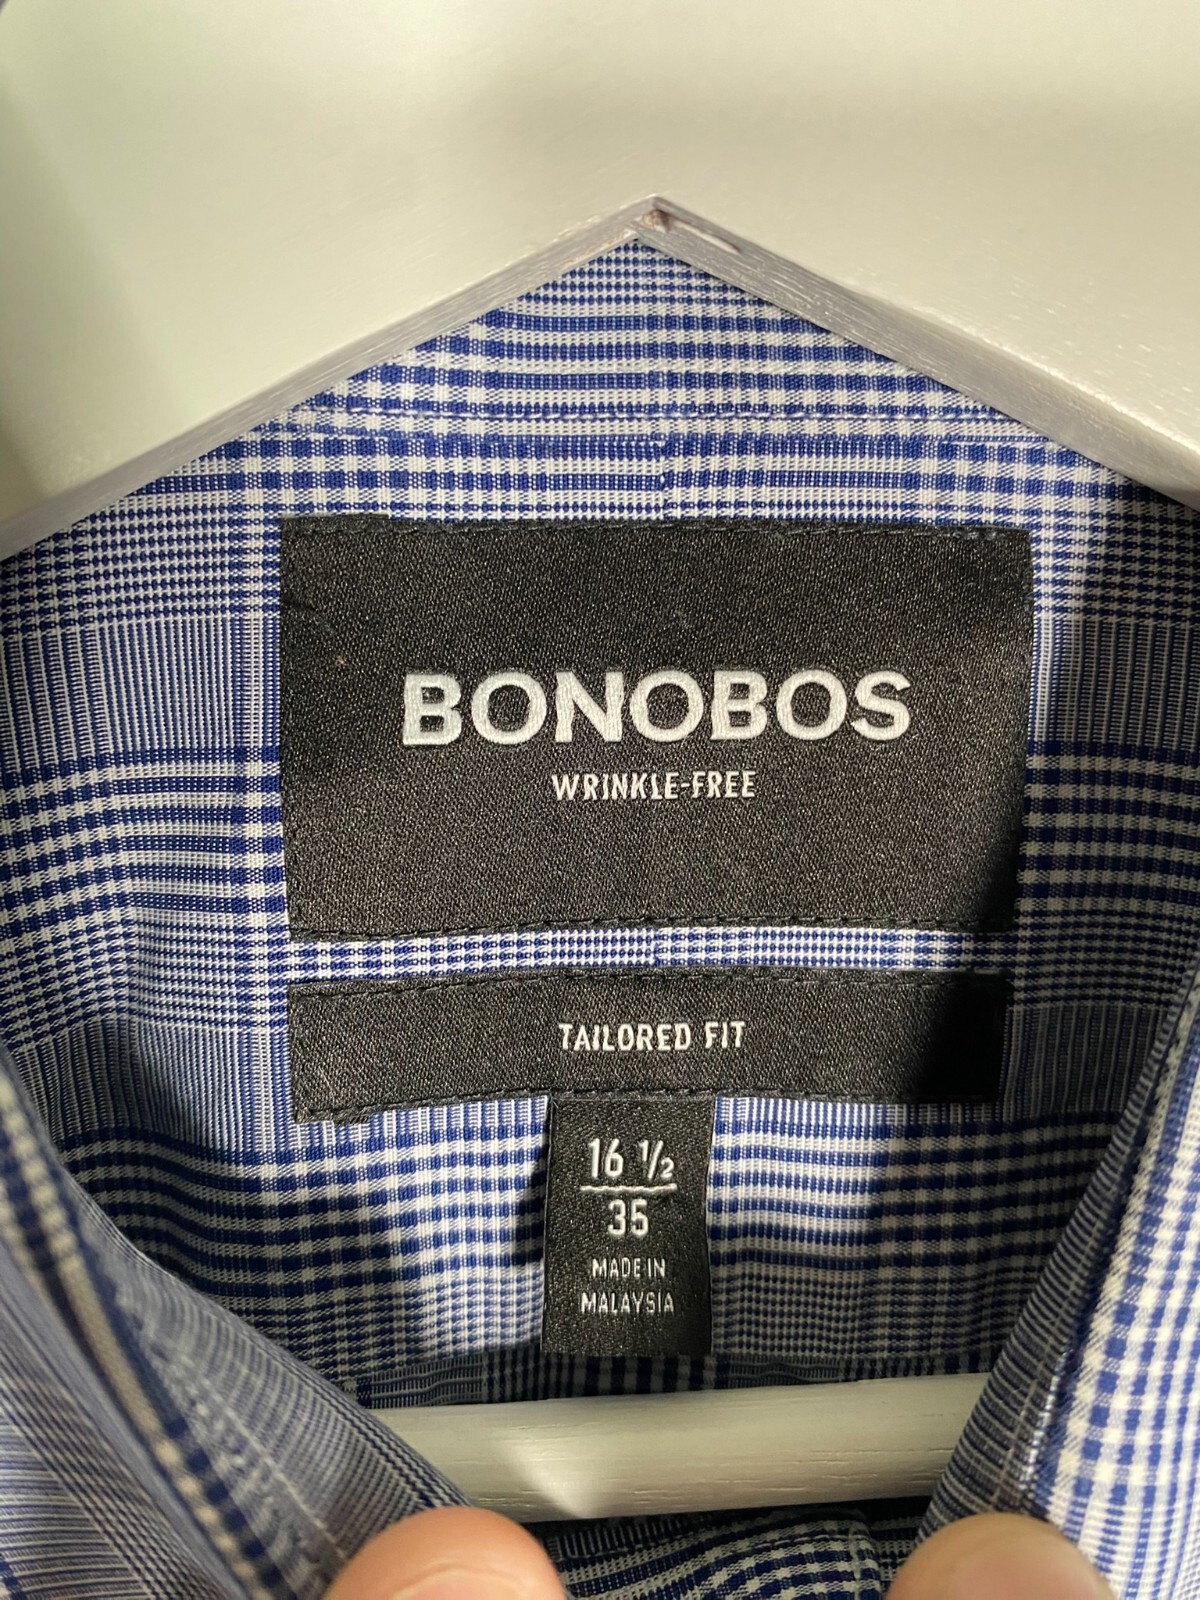 BONOBOS
WRINKLE-FREE
TAILORED FIT
16 ½
35
MADE IN
MALAYSIA